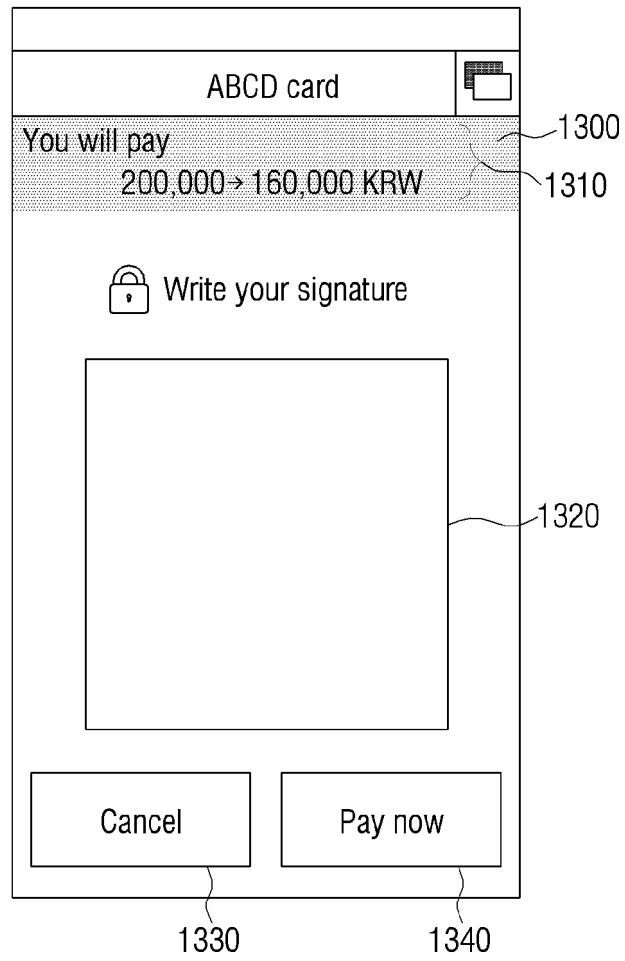 ABCD card
You will pay
200,000→160,000 KRW
1300
1310
Write your signature
1320
Cancel
Pay now
1330
1340